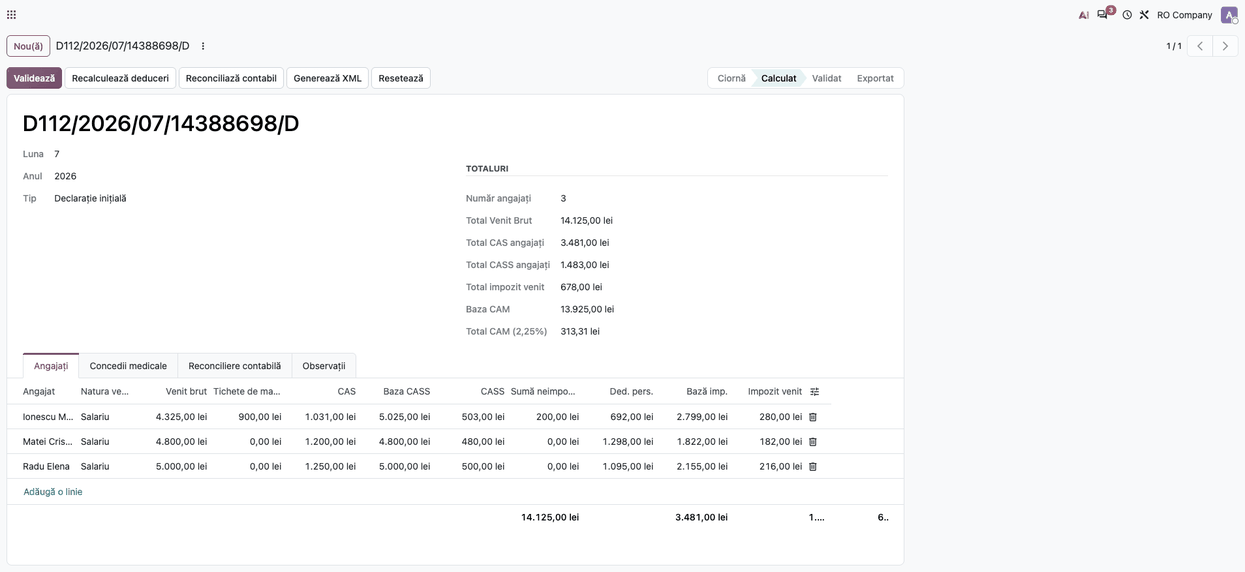 AI 3 RO Company A
Nou(ă) D112/2026/07/14388698/D 1 / 1
Validează Recalculează deduceri Reconciliază contabil Generează XML Resetează Ciornă Calculat Validat Exportat
D112/2026/07/14388698/D
Luna 7
Anul 2026
Tip Declarație inițială
TOTALURI
Număr angajați 3
Total Venit Brut 14.125,00 lei
Total CAS angajați 3.481,00 lei
Total CASS angajați 1.483,00 lei
Total impozit venit 678,00 lei
Baza CAM 13.925,00 lei
Total CAM (2,25%) 313,31 lei
Angajați Concedii medicale Reconciliere contabilă Observații
Angajat Natura ve... Venit brut Tichete de ma... CAS Baza CASS CASS Sumă neimpo... Ded. pers. Bază imp. Impozit venit
Ionescu M... Salariu 4.325,00 lei 900,00 lei 1.031,00 lei 5.025,00 lei 503,00 lei 200,00 lei 692,00 lei 2.799,00 lei 280,00 lei
Matei Cris... Salariu 4.800,00 lei 0,00 lei 1.200,00 lei 4.800,00 lei 480,00 lei 0,00 lei 1.298,00 lei 1.822,00 lei 182,00 lei
Radu Elena Salariu 5.000,00 lei 0,00 lei 1.250,00 lei 5.000,00 lei 500,00 lei 0,00 lei 1.095,00 lei 2.155,00 lei 216,00 lei
Adăugă o linie
14.125,00 lei 3.481,00 lei 1.... 6..